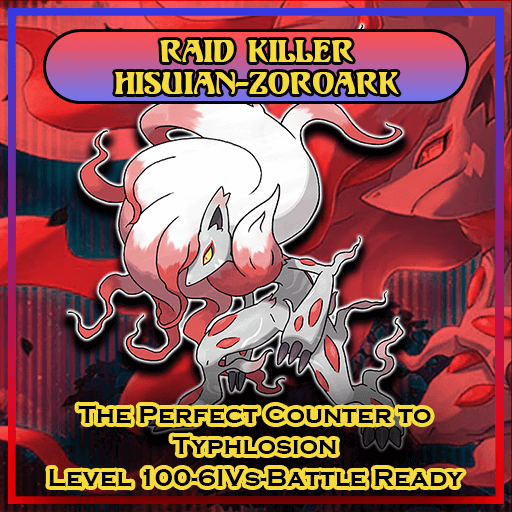 RAID KILLER
HISUIAN-ZOROARK
The Perfect Counter to
Typhlosion
Level 100-6IVs-Battle Ready